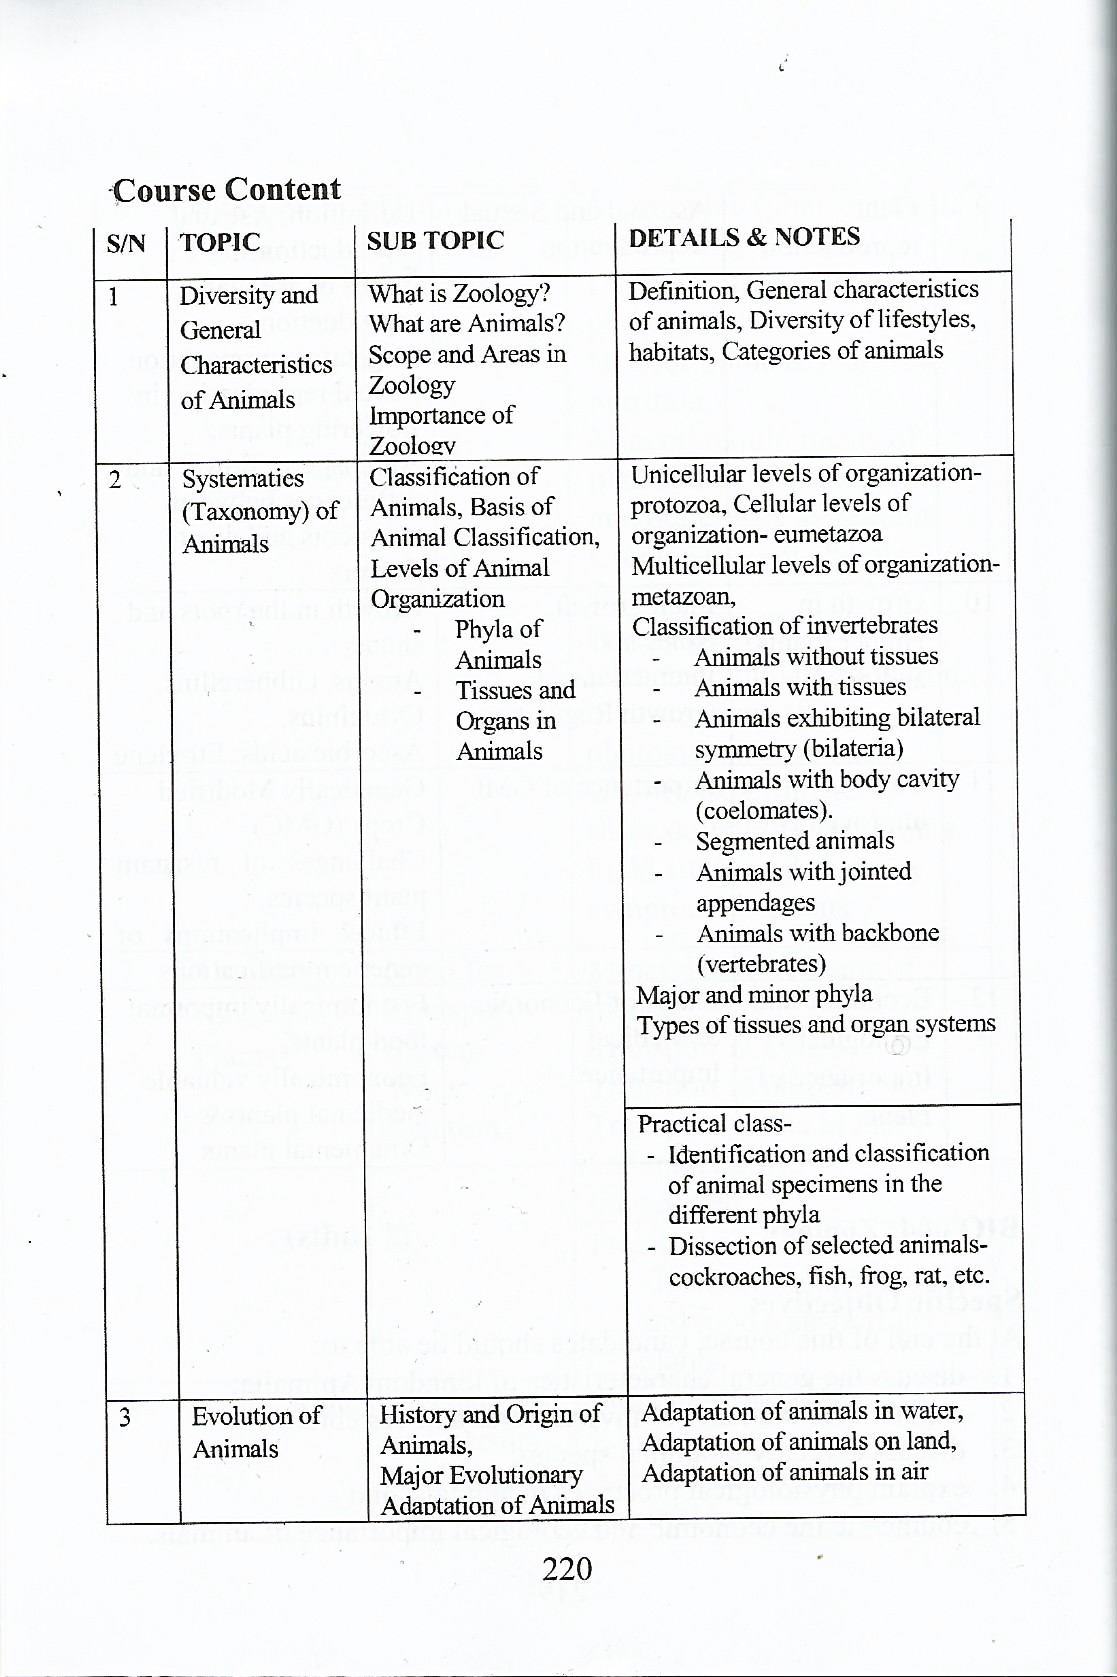 Course Content
S/N TOPIC SUB TOPIC DETAILS & NOTES
1
Diversity and
General
Characteristics
of Animals
What is Zoology?
What are Animals?
Scope and Areas in
Zoology
Importance of
Zoology
Definition, General characteristics
of animals, Diversity of lifestyles,
habitats, Categories of animals
2
Systematies
(Taxonomy) of
Animals
Classification of
Animals, Basis of
Animal Classification,
Levels of Animal
Organization
- Phyla of
Animals
- Tissues and
Organs in
Animals
Unicellular levels of organization-
protozoa, Cellular levels of
organization- eumetazoa
Multicellular levels of organization-
metazoan,
Classification of invertebrates
- Animals without tissues
- Animals with tissues
- Animals exhibiting bilateral
symmetry (bilateria)
- Animals with body cavity
(coelomates).
- Segmented animals
- Animals with jointed
appendages
- Animals with backbone
(vertebrates)
Major and minor phyla
Types of tissues and organ systems
Practical class-
- Identification and classification
of animal specimens in the
different phyla
- Dissection of selected animals-
cockroaches, fish, frog, rat, etc.
3
Evolution of
Animals
History and Origin of
Animals,
Major Evolutionary
Adaptation of Animals
Adaptation of animals in water,
Adaptation of animals on land,
Adaptation of animals in air
220